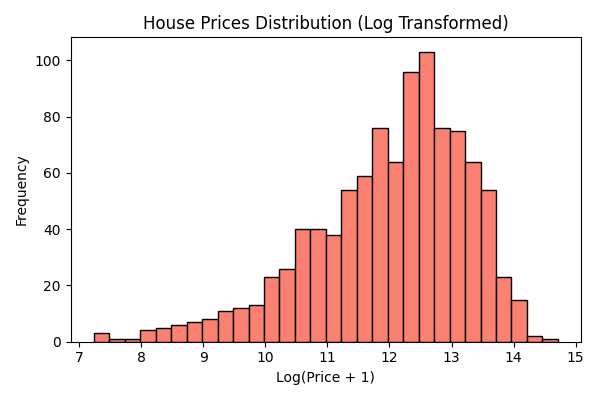 House Prices Distribution (Log Transformed)
100
80
60
40
20
0
Frequency
7 8 9 10 11 12 13 14 15
Log(Price + 1)